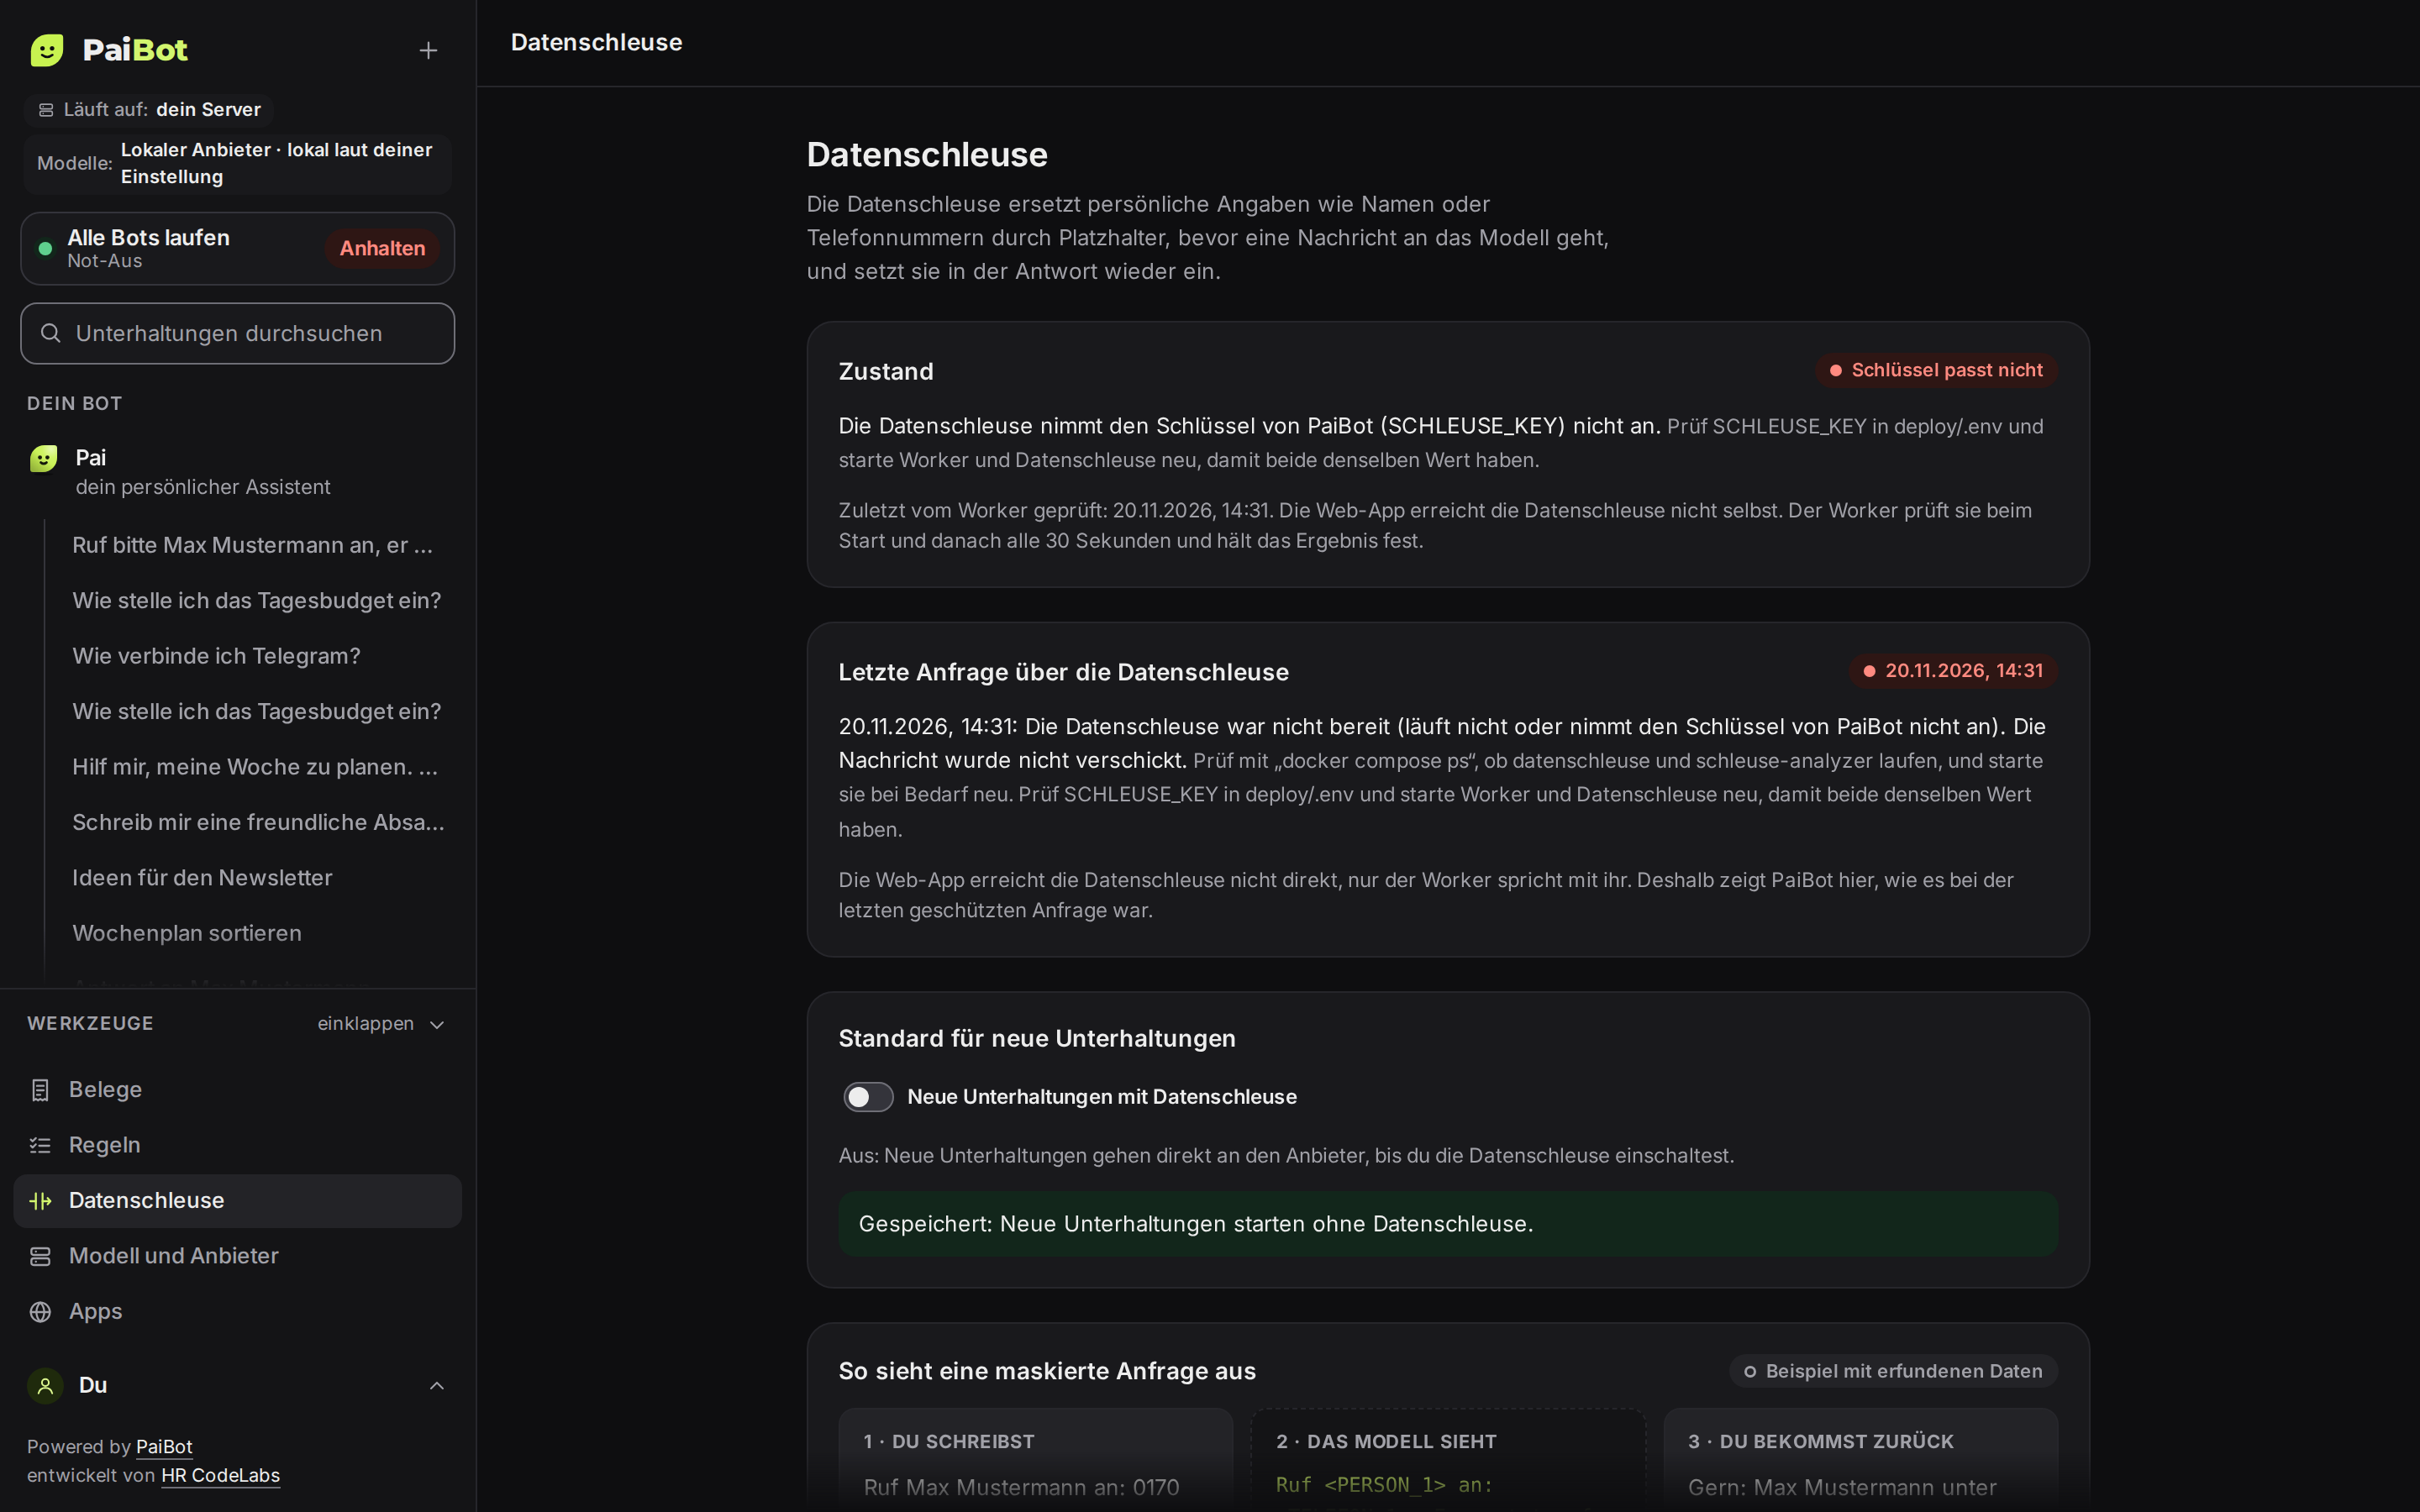 PaiBot
Läuft auf: dein Server
Modelle: Lokaler Anbieter · lokal laut deiner
Einstellung
Alle Bots laufen
Not-Aus
Anhalten
Unterhaltungen durchsuchen
DEIN BOT
Pai
dein persönlicher Assistent
Ruf bitte Max Mustermann an, er ...
Wie stelle ich das Tagesbudget ein?
Wie verbinde ich Telegram?
Wie stelle ich das Tagesbudget ein?
Hilf mir, meine Woche zu planen. ...
Schreib mir eine freundliche Absa...
Ideen für den Newsletter
Wochenplan sortieren
WERKZEUGE
einklappen
Belege
Regeln
Datenschleuse
Modell und Anbieter
Apps
Du
Powered by PaiBot
entwickelt von HR CodeLabs
Datenschleuse
Datenschleuse
Die Datenschleuse ersetzt persönliche Angaben wie Namen oder
Telefonnummern durch Platzhalter, bevor eine Nachricht an das Modell geht,
und setzt sie in der Antwort wieder ein.
Zustand
Schlüssel passt nicht
Die Datenschleuse nimmt den Schlüssel von PaiBot (SCHLEUSE_KEY) nicht an. Prüf SCHLEUSE_KEY in deploy/.env und
starte Worker und Datenschleuse neu, damit beide denselben Wert haben.
Zuletzt vom Worker geprüft: 20.11.2026, 14:31. Die Web-App erreicht die Datenschleuse nicht selbst. Der Worker prüft sie beim
Start und danach alle 30 Sekunden und hält das Ergebnis fest.
Letzte Anfrage über die Datenschleuse
20.11.2026, 14:31
20.11.2026, 14:31: Die Datenschleuse war nicht bereit (läuft nicht oder nimmt den Schlüssel von PaiBot nicht an). Die
Nachricht wurde nicht verschickt. Prüf mit „docker compose ps“, ob datenschleuse und schleuse-analyzer laufen, und starte
sie bei Bedarf neu. Prüf SCHLEUSE_KEY in deploy/.env und starte Worker und Datenschleuse neu, damit beide denselben Wert
haben.
Die Web-App erreicht die Datenschleuse nicht direkt, nur der Worker spricht mit ihr. Deshalb zeigt PaiBot hier, wie es bei der
letzten geschützten Anfrage war.
Standard für neue Unterhaltungen
Neue Unterhaltungen mit Datenschleuse
Aus: Neue Unterhaltungen gehen direkt an den Anbieter, bis du die Datenschleuse einschaltest.
Gespeichert: Neue Unterhaltungen starten ohne Datenschleuse.
So sieht eine maskierte Anfrage aus
Beispiel mit erfundenen Daten
1 · DU SCHREIBST
Ruf Max Mustermann an: 0170
2 · DAS MODELL SIEHT
Ruf <PERSON_1> an:
3 · DU BEKOMMST ZURÜCK
Gern: Max Mustermann unter